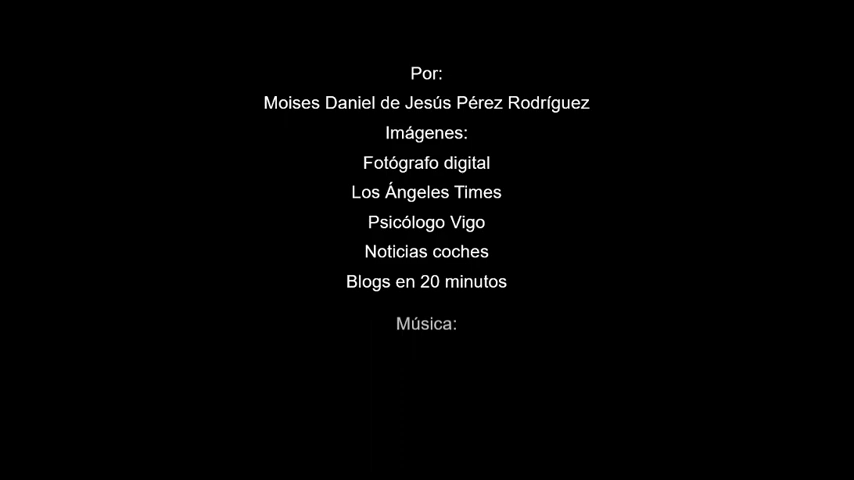 Por:
Moises Daniel de Jesús Pérez Rodríguez
Imágenes:
Fotógrafo digital
Los Ángeles Times
Psicólogo Vigo
Noticias coches
Blogs en 20 minutos
Música: